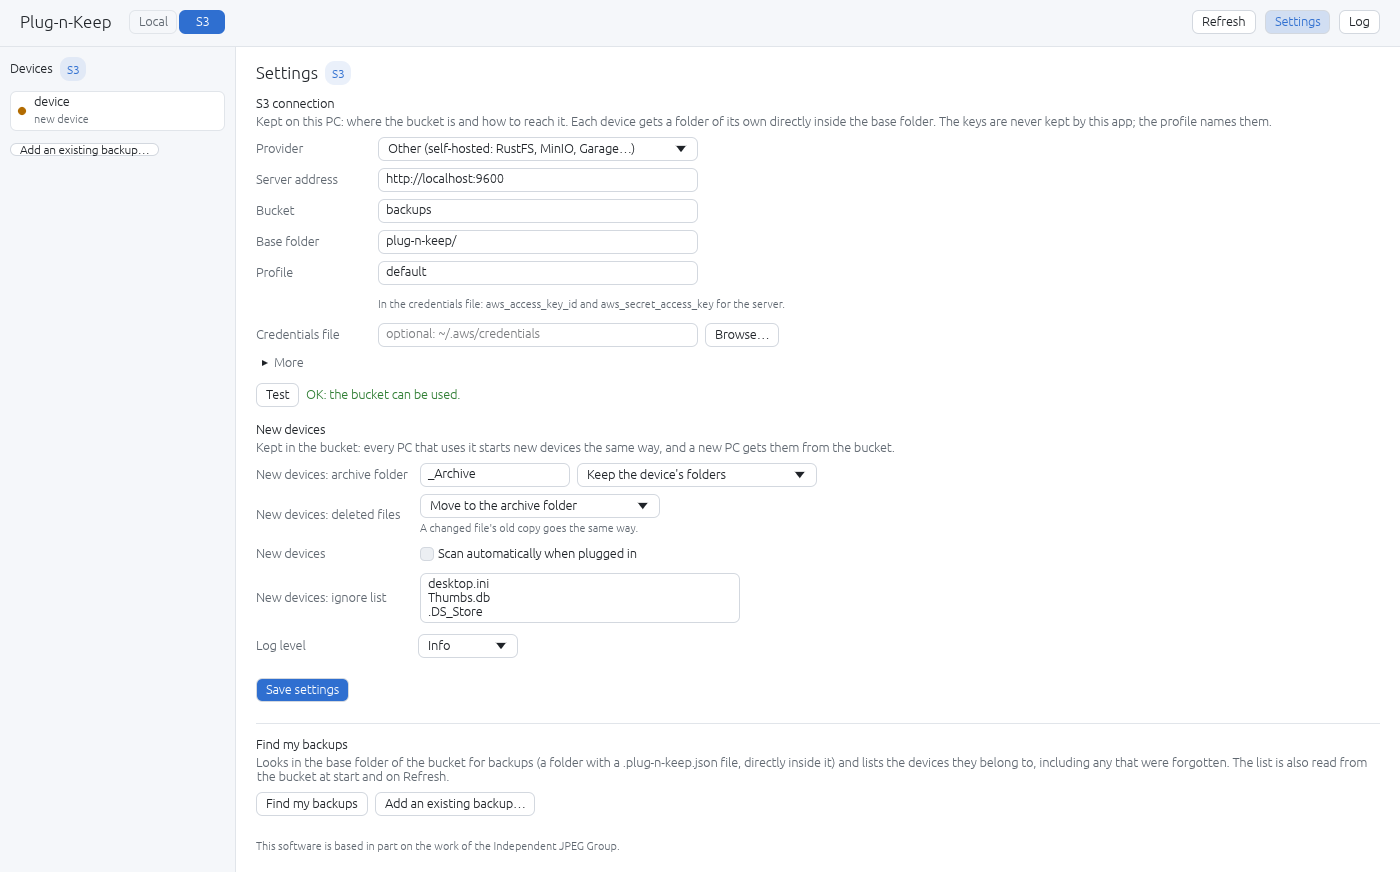 Plug-n-Keep
Local
S3
Refresh
Settings
Log
Devices S3
device
new device
Add an existing backup…
Settings S3
S3 connection
Kept on this PC: where the bucket is and how to reach it. Each device gets a folder of its own directly inside the base folder. The keys are never kept by this app; the profile names them.
Provider
Other (self-hosted: RustFS, MinIO, Garage…)
Server address
http://localhost:9600
Bucket
backups
Base folder
plug-n-keep/
Profile
default
In the credentials file: aws_access_key_id and aws_secret_access_key for the server.
Credentials file
optional: ~/.aws/credentials
Browse…
More
Test
OK: the bucket can be used.
New devices
Kept in the bucket: every PC that uses it starts new devices the same way, and a new PC gets them from the bucket.
New devices: archive folder
_Archive
Keep the device's folders
New devices: deleted files
Move to the archive folder
A changed file's old copy goes the same way.
New devices
Scan automatically when plugged in
New devices: ignore list
desktop.ini
Thumbs.db
.DS_Store
Log level
Info
Save settings
Find my backups
Looks in the base folder of the bucket for backups (a folder with a .plug-n-keep.json file, directly inside it) and lists the devices they belong to, including any that were forgotten. The list is also read from
the bucket at start and on Refresh.
Find my backups
Add an existing backup…
This software is based in part on the work of the Independent JPEG Group.